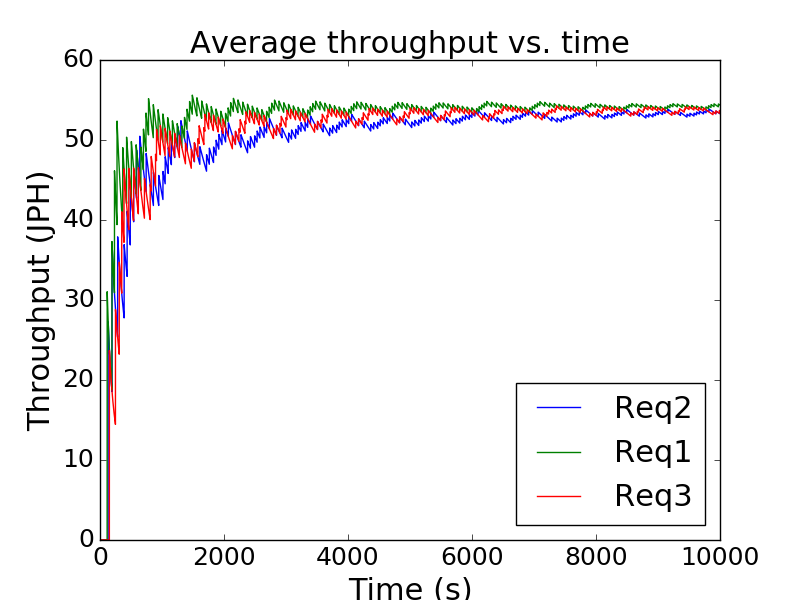 Average throughput vs. time
Throughput (JPH)
60
50
40
30
20
10
0
0 2000 4000 6000 8000 10000
Time (s)
Req2
Req1
Req3